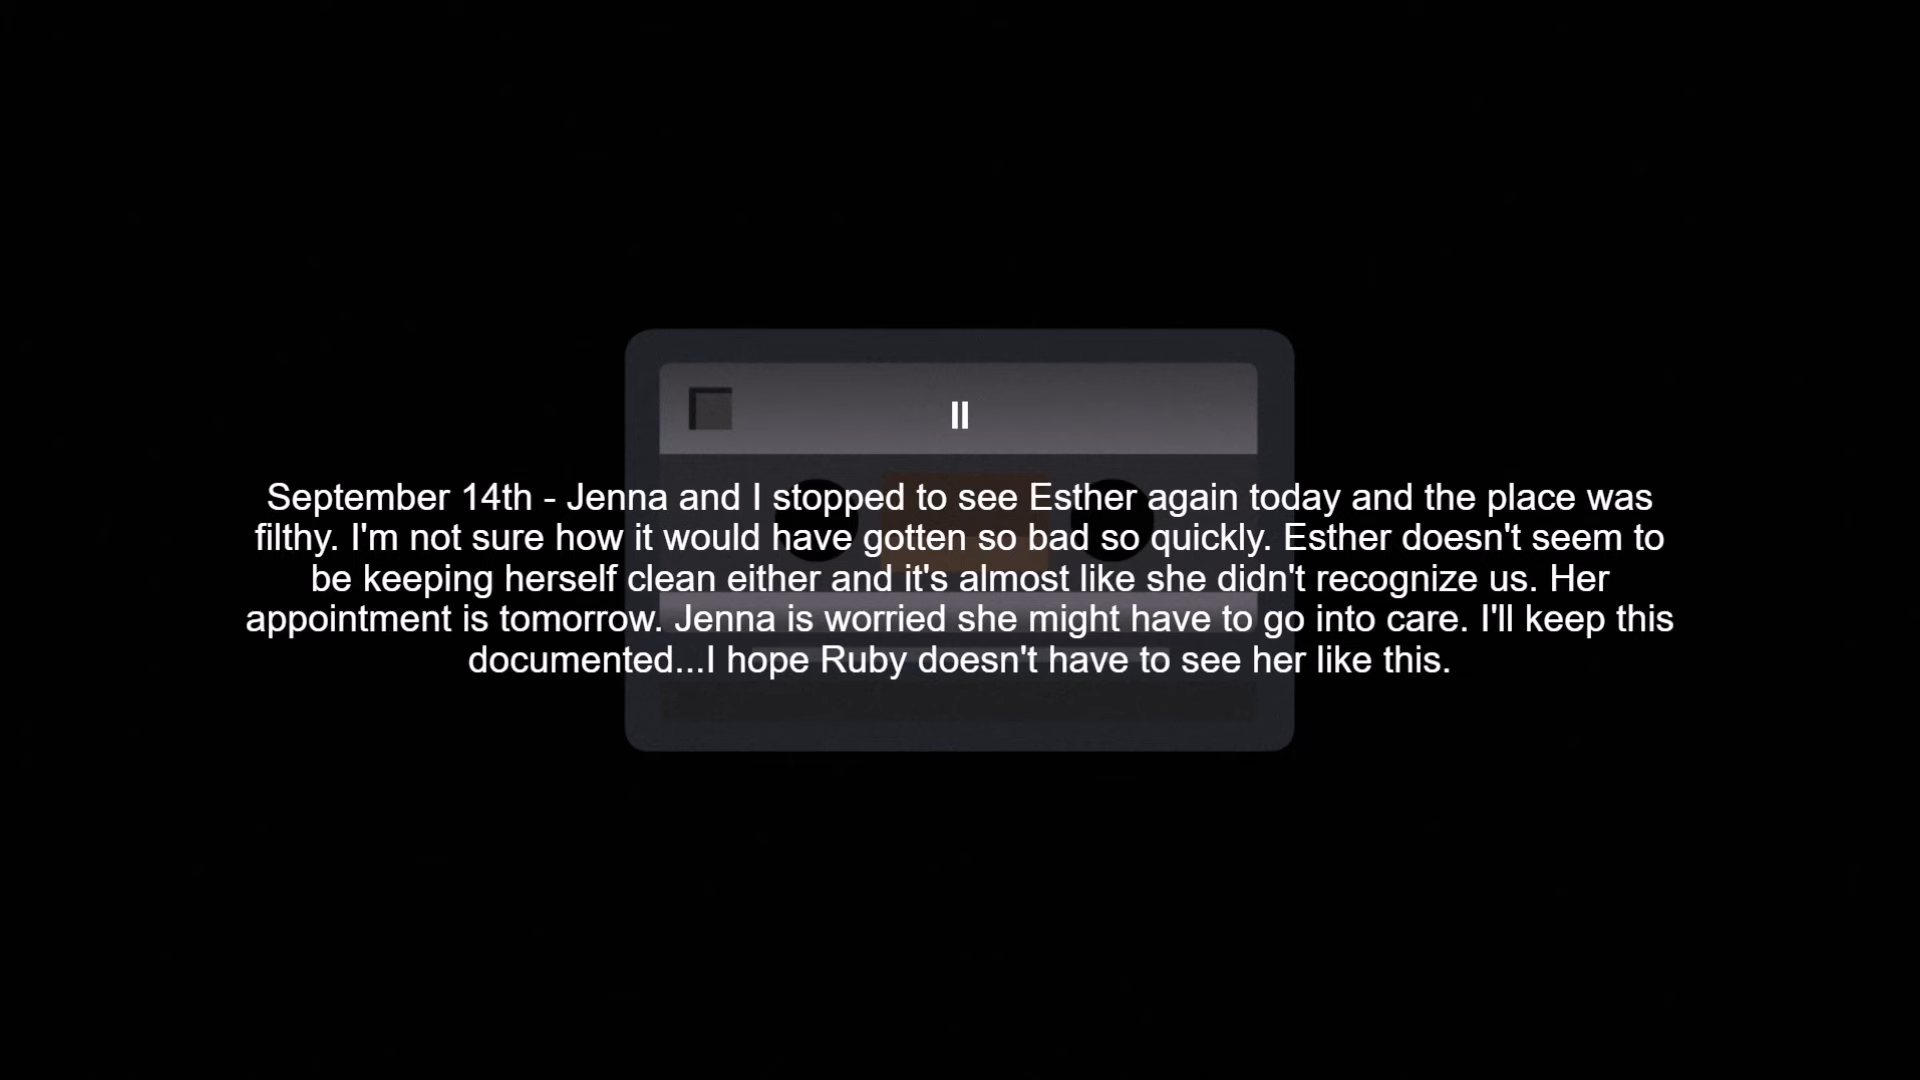 II
September 14th - Jenna and I stopped to see Esther again today and the place was
filthy. I'm not sure how it would have gotten so bad so quickly. Esther doesn't seem to
be keeping herself clean either and it's almost like she didn't recognize us. Her
appointment is tomorrow. Jenna is worried she might have to go into care. I'll keep this
documented...I hope Ruby doesn't have to see her like this.